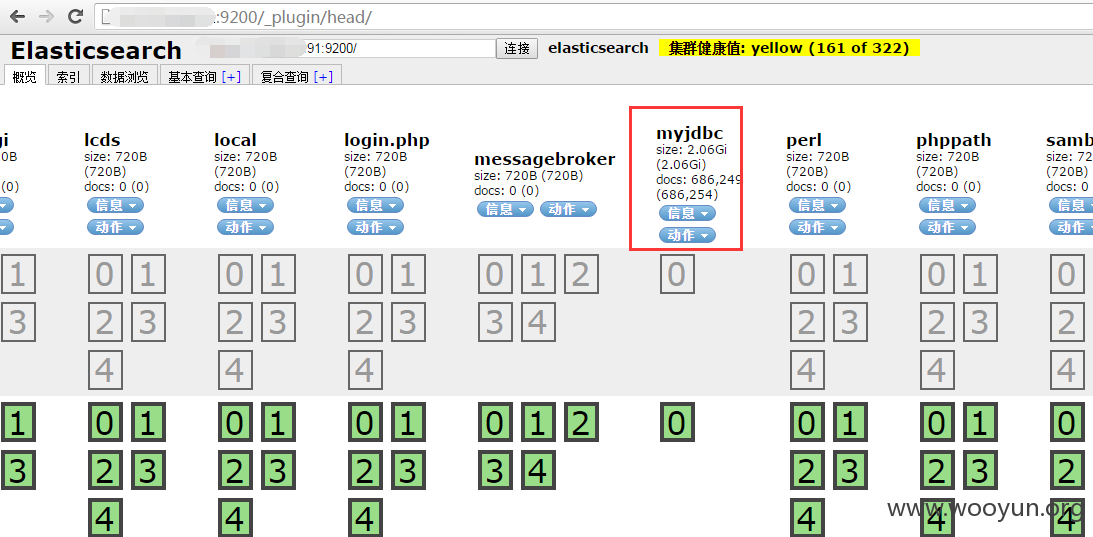 :9200/_plugin/head/
Elasticsearch 91:9200/ 连接 elasticsearch 集群健康值: yellow (161 of 322)
概览 索引 数据浏览 基本查询 [+] 复合查询 [+]
gi
0B
(0)
lcds
size: 720B
(720B)
docs: 0 (0)
信息
动作
local
size: 720B
(720B)
docs: 0 (0)
信息
动作
login.php
size: 720B
(720B)
docs: 0 (0)
信息
动作
messagebroker
size: 720B (720B)
docs: 0 (0)
信息 动作
myjdbc
size: 2.06Gi
(2.06Gi)
docs: 686,249
(686,254)
信息
动作
perl
size: 720B
(720B)
docs: 0 (0)
信息
动作
phppath
size: 720B
(720B)
docs: 0 (0)
信息
动作
samb
size: 720B
(720B)
docs: 0 (0)
信息
动作
1 0 1 0 1 0 1 0 1 2 0 0 1 0 1 0
3 2 3 2 3 2 3 3 4 2 3 2 3 2
4 4 4 4 4 4
1 0 1 0 1 0 1 0 1 2 0 0 1 0 1 0
3 2 3 2 3 2 3 3 4 2 3 2 3 2
4 4 4 4 4 4
www.wooyun.org